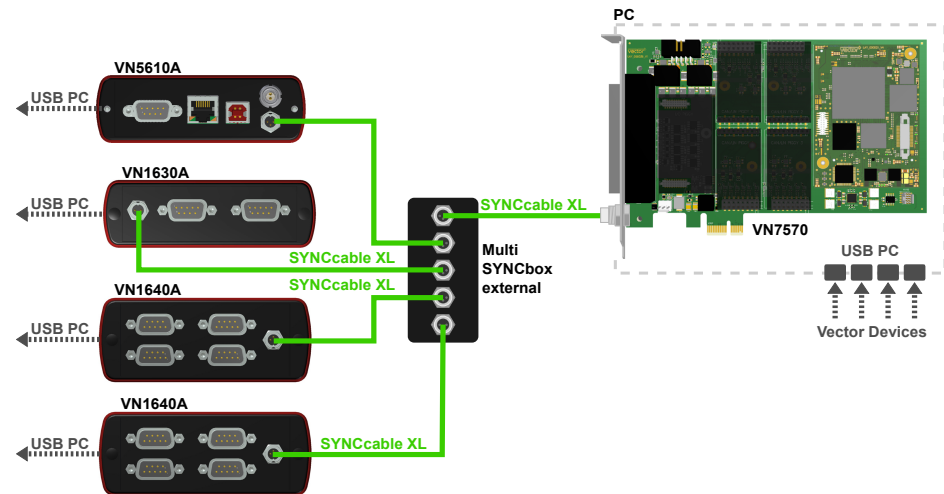 PC
VN5610A
USB PC
VN1630A
USB PC
SYNCcable XL
SYNCcable XL
VN7570
Multi
SYNCbox
external
SYNCcable XL
SYNCcable XL
VN1640A
USB PC
USB PC
Vector Devices
VN1640A
USB PC
SYNCcable XL